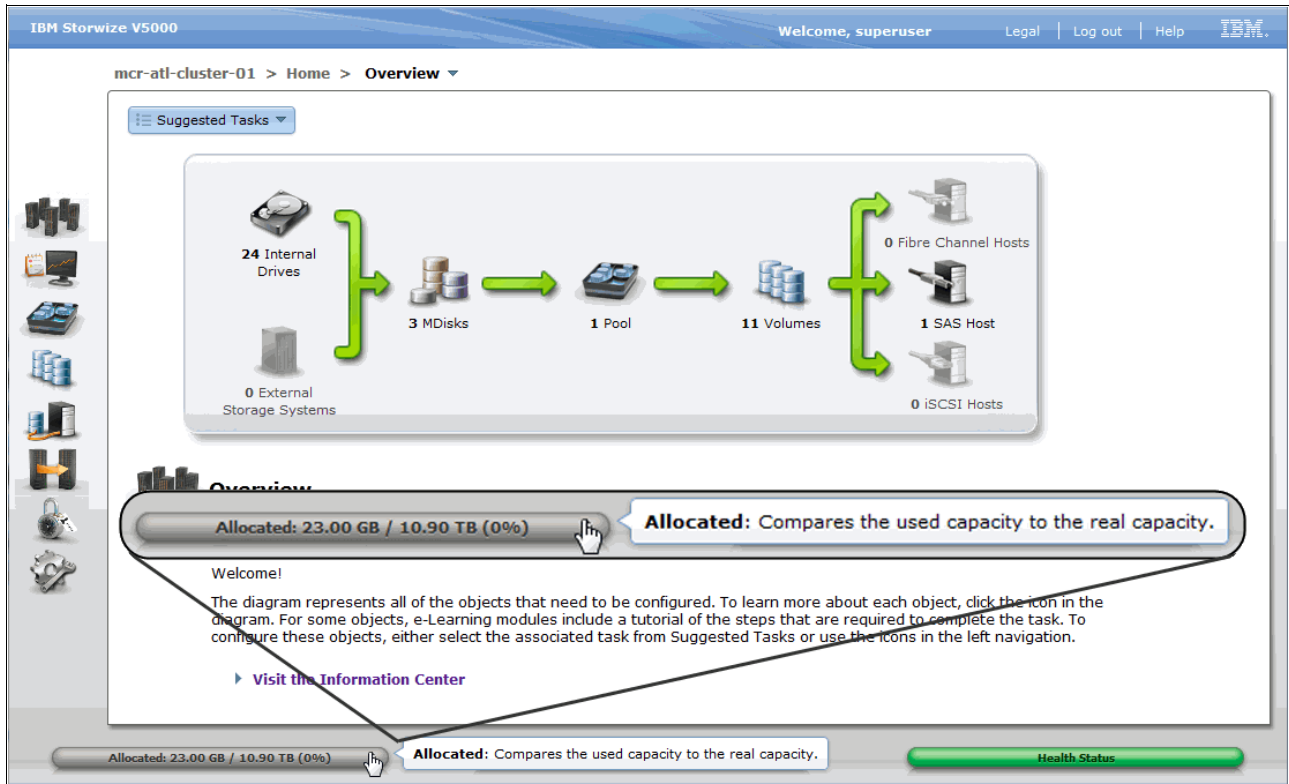 IBM Storwize V5000
Welcome, superuser
Legal | Log out | Help
IBM.
mcr-atl-cluster-01 > Home > Overview
Suggested Tasks
24 Internal
Drives
0 External
Storage Systems
3 MDisks
1 Pool
11 Volumes
0 Fibre Channel Hosts
1 SAS Host
0 iSCSI Hosts
Overview
Allocated: 23.00 GB / 10.90 TB (0%)
Allocated: Compares the used capacity to the real capacity.
Welcome!
The diagram represents all of the objects that need to be configured. To learn more about each object, click the icon in the
diagram. For some objects, e-Learning modules include a tutorial of the steps that are required to complete the task. To
configure these objects, either select the associated task from Suggested Tasks or use the icons in the left navigation.
Visit the Information Center
Allocated: 23.00 GB / 10.90 TB (0%)
Allocated: Compares the used capacity to the real capacity.
Health Status